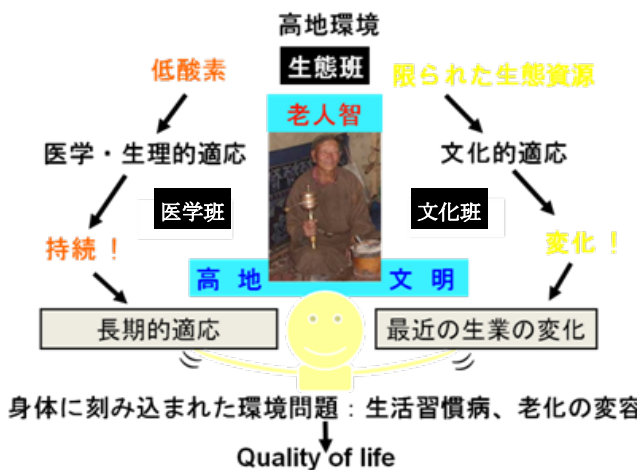 高地環境
低酸素
生態班
限られた生態資源
老人智
医学・生理的適応
文化的適応
医学班
文化班
持続！
変化！
高地 文明
長期的適応
最近の生業の変化
身体に刻み込まれた環境問題：生活習慣病、老化の変容
Quality of life